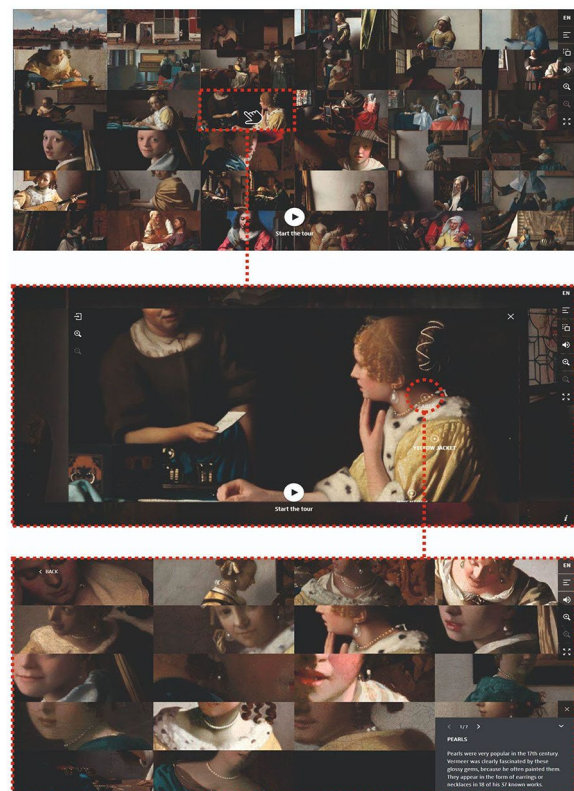 EN
Start the tour
EN
YELLOW JACKET
Start the tour
i
EN
BACK
1/7
PEARLS
Pearls were very popular in the 17th century.
Vermeer was clearly fascinated by these
glossy gems, because he often painted them.
They appear in the form of earrings or
necklaces in 18 of his 37 known works.